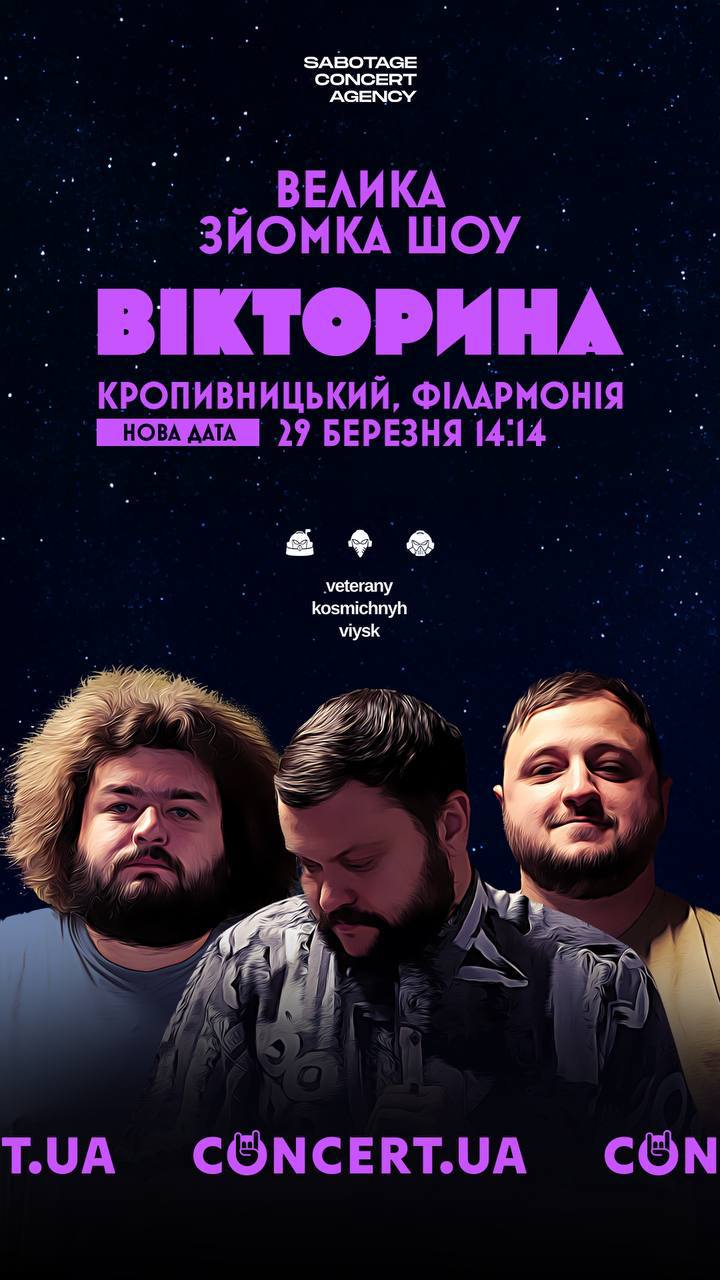 SABOTAGE
CONCERT
AGENCY
ВЕЛИКА
ЗЙОМКА ШОУ
ВІКТОРИНА
КРОПИВНИЦЬКИЙ, ФІЛАРМОНІЯ
НОВА ДАТА 29 БЕРЕЗНЯ 14:14
veterany
kosmichnyh
viysk
T.UA CONCERT.UA CON